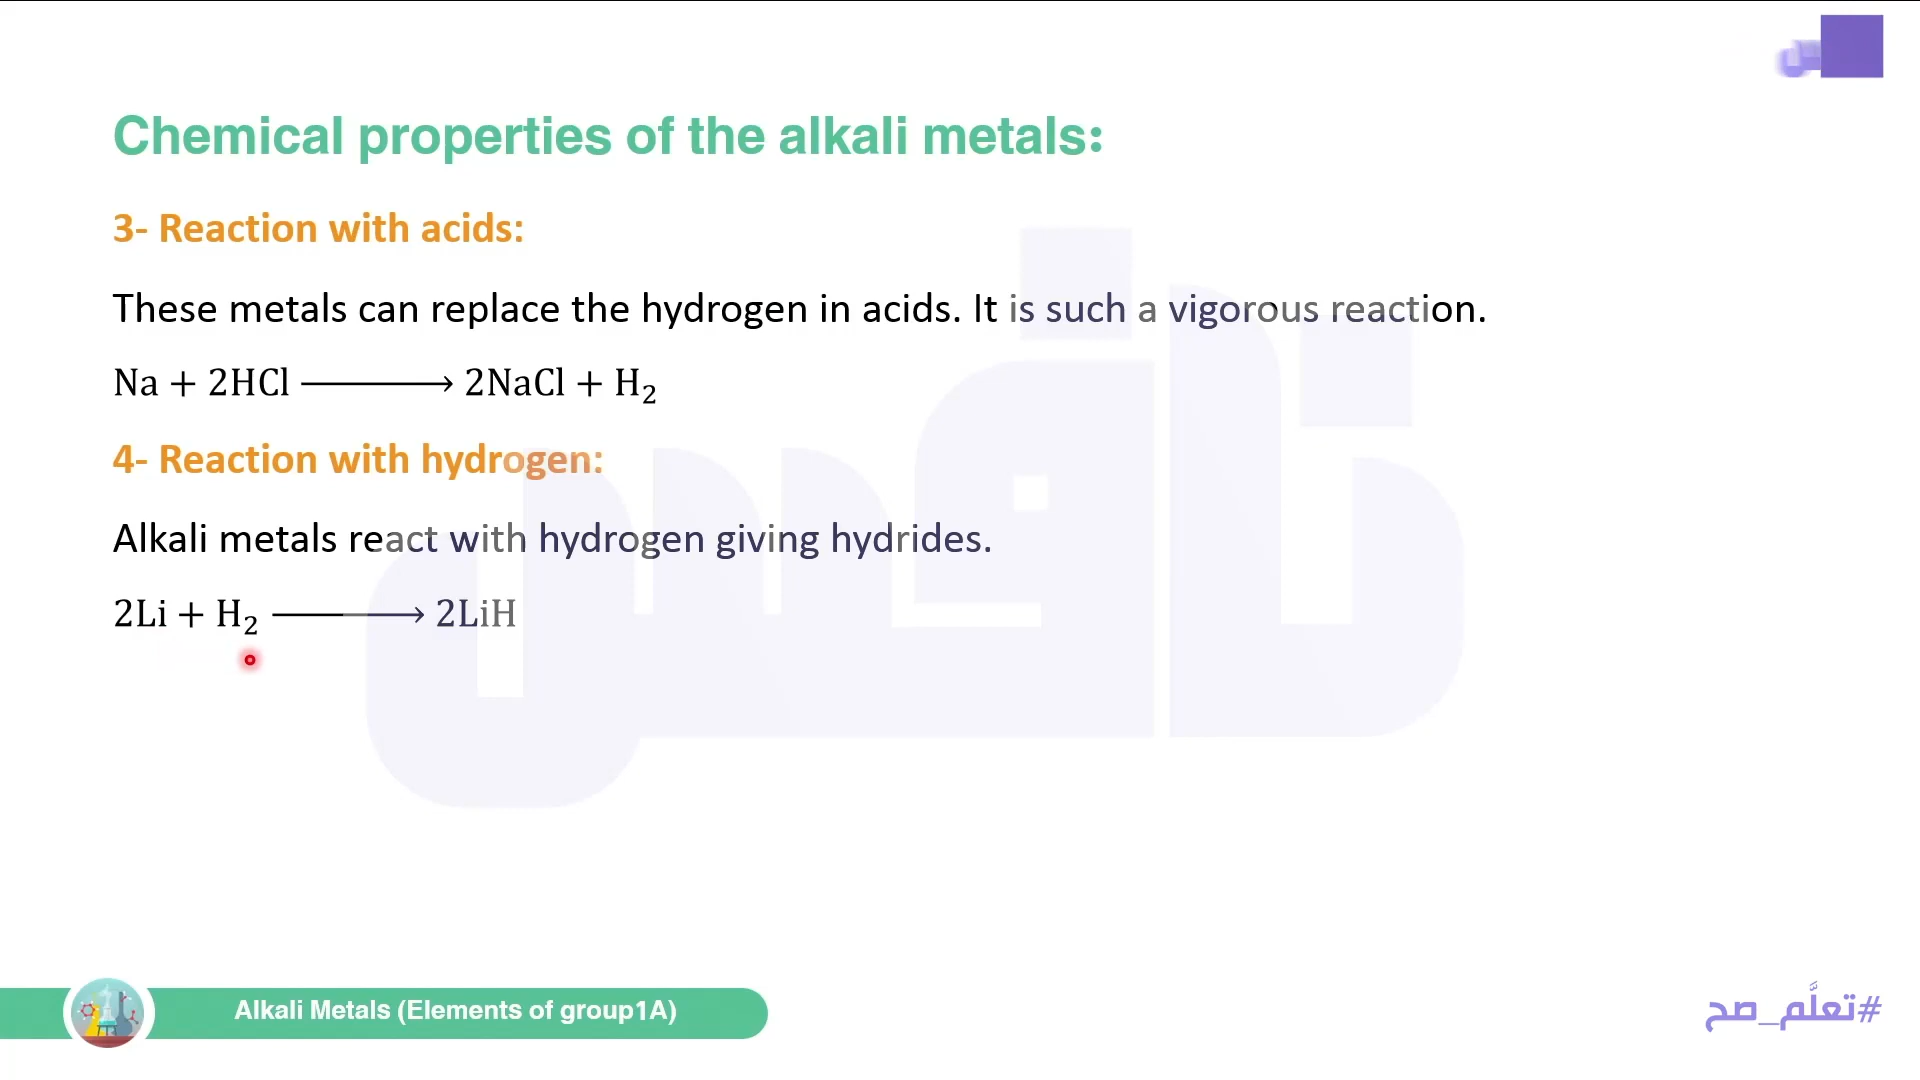 Chemical properties of the alkali metals:
3- Reaction with acids:
These metals can replace the hydrogen in acids. It is such a vigorous reaction.
Na + 2HCl ⟶ 2NaCl + H₂
4- Reaction with hydrogen:
Alkali metals react with hydrogen giving hydrides.
2Li + H₂ ⟶ 2LiH
Alkali Metals (Elements of group1A)
#تعلَّم_صح